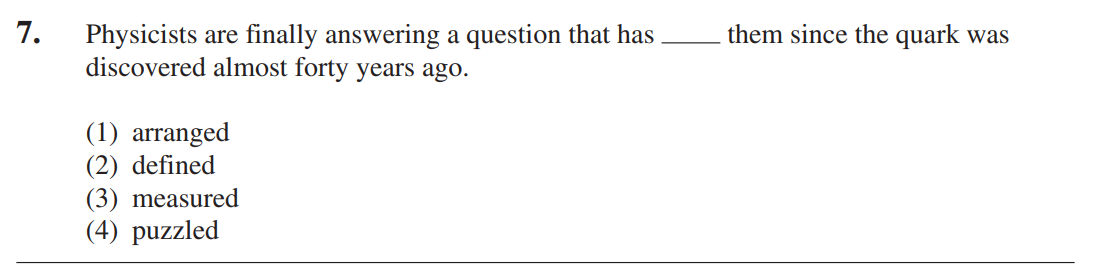 7. Physicists are finally answering a question that has _____ them since the quark was
discovered almost forty years ago.
(1) arranged
(2) defined
(3) measured
(4) puzzled